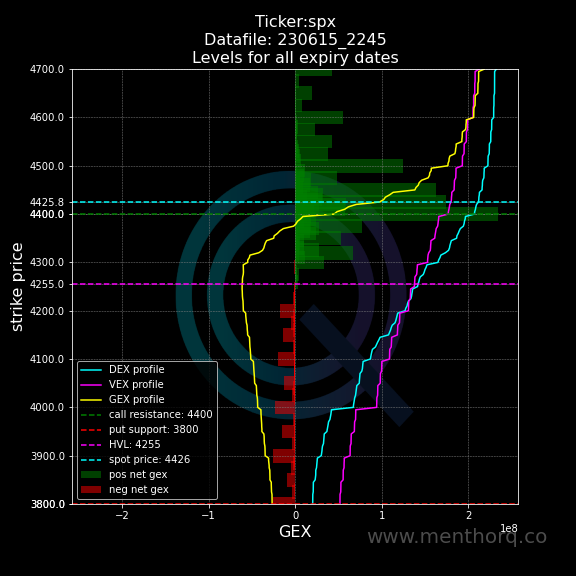 Ticker:spx
Datafile: 230615_2245
Levels for all expiry dates
4700.0
4600.0
4500.0
4425.8
4400.0
4300.0
4255.0
4200.0
4100.0
4000.0
3900.0
3800.0
strike price
DEX profile
VEX profile
GEX profile
call resistance: 4400
put support: 3800
HVL: 4255
spot price: 4426
pos net gex
neg net gex
−2 −1 0 1 2
1e8
GEX
www.menthorq.co